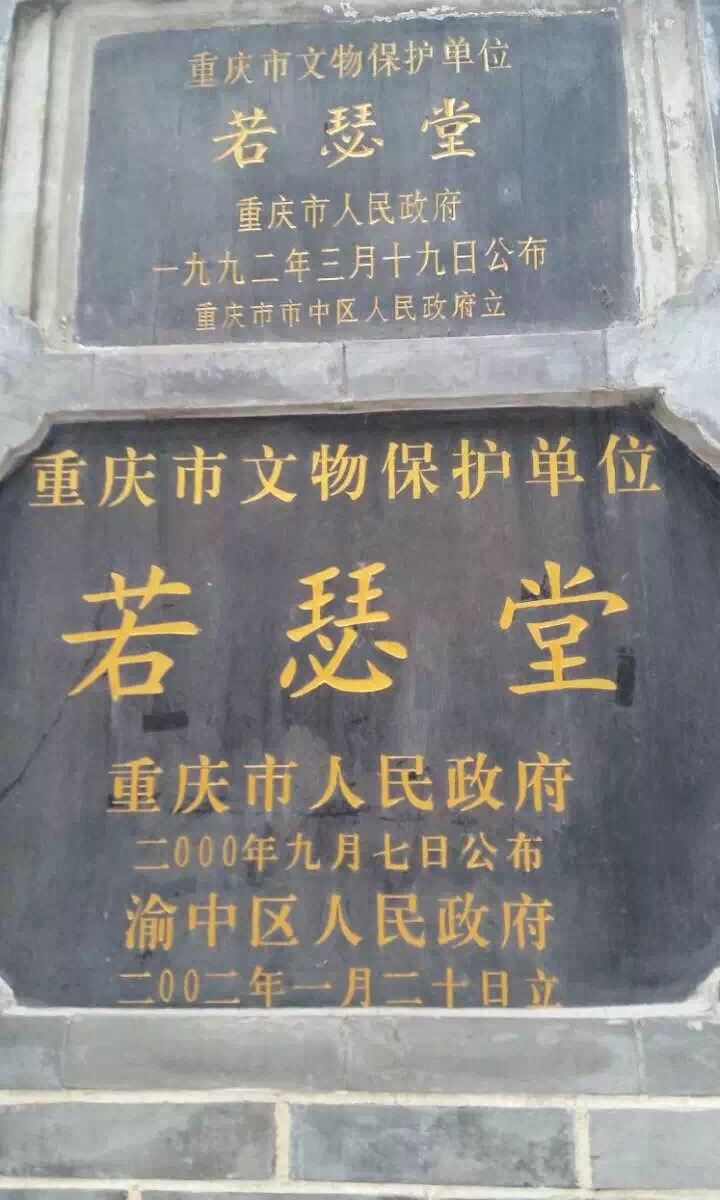 重庆市文物保护单位
若瑟堂
重庆市人民政府
一九九二年三月十九日公布
重庆市市中区人民政府立
重庆市文物保护单位
若瑟堂
重庆市人民政府
二000年九月七日公布
渝中区人民政府
二00二年一月二十日立